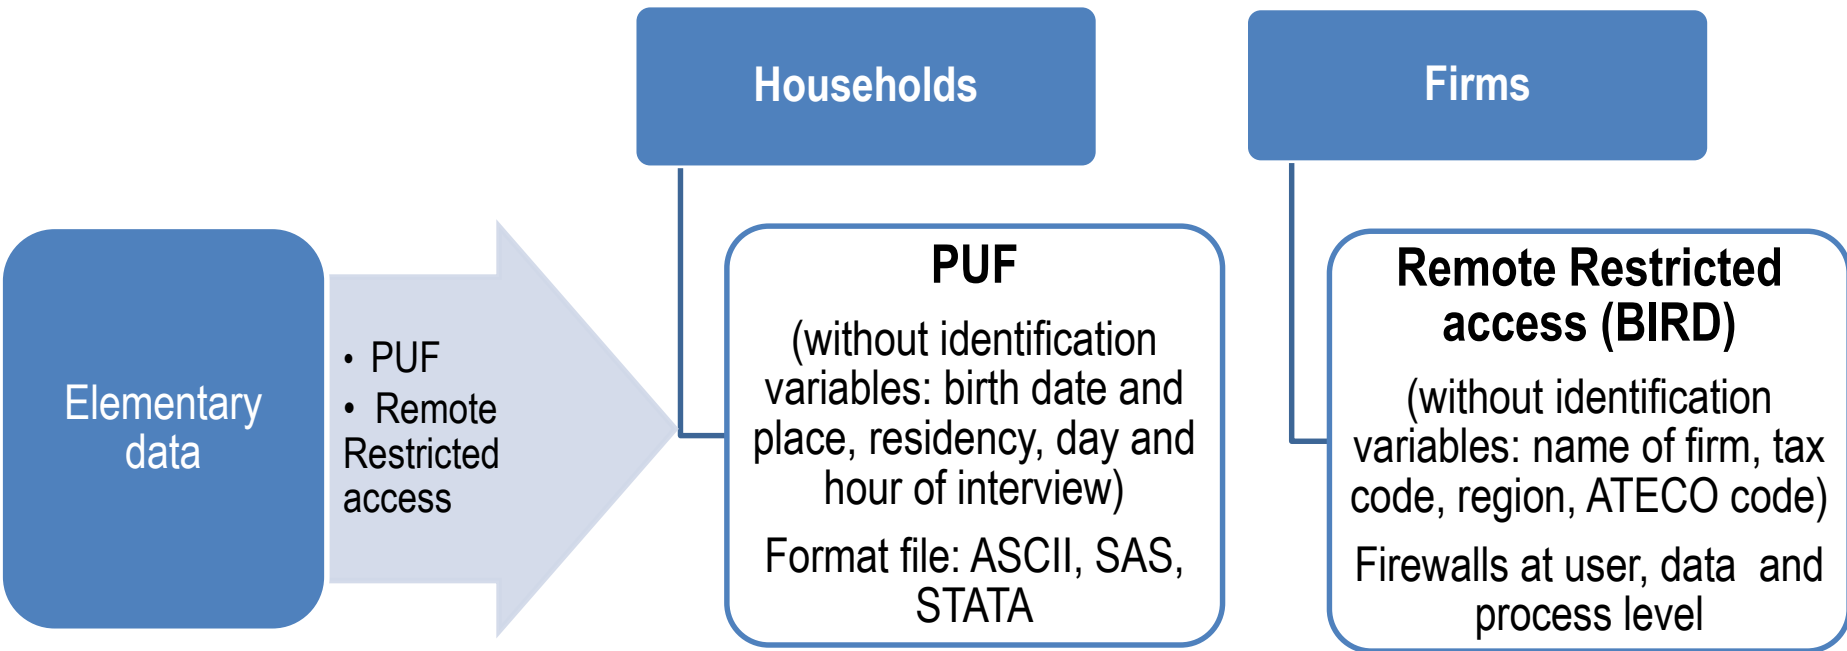 Elementary
data
• PUF
• Remote
Restricted
access
Households
PUF
(without identification
variables: birth date and
place, residency, day and
hour of interview)
Format file: ASCII, SAS,
STATA
Firms
Remote Restricted
access (BIRD)
(without identification
variables: name of firm, tax
code, region, ATECO code)
Firewalls at user, data and
process level